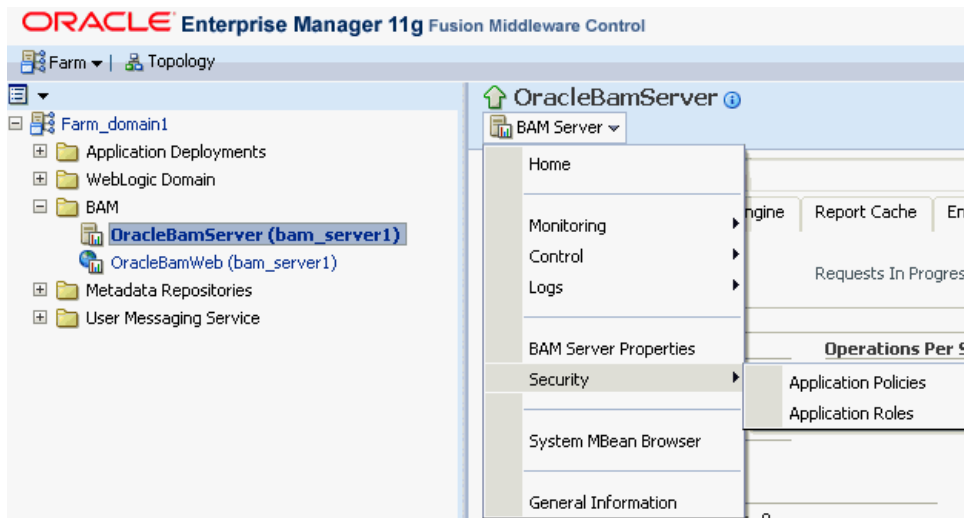 ORACLE Enterprise Manager 11g Fusion Middleware Control
Farm | Topology
Farm_domain1
Application Deployments
WebLogic Domain
BAM
OracleBamServer (bam_server1)
OracleBamWeb (bam_server1)
Metadata Repositories
User Messaging Service
OracleBamServer
BAM Server
Home
Monitoring
Control
Logs
BAM Server Properties
Security
System MBean Browser
General Information
Application Policies
Application Roles
Report Cache
Requests In
Operations Per